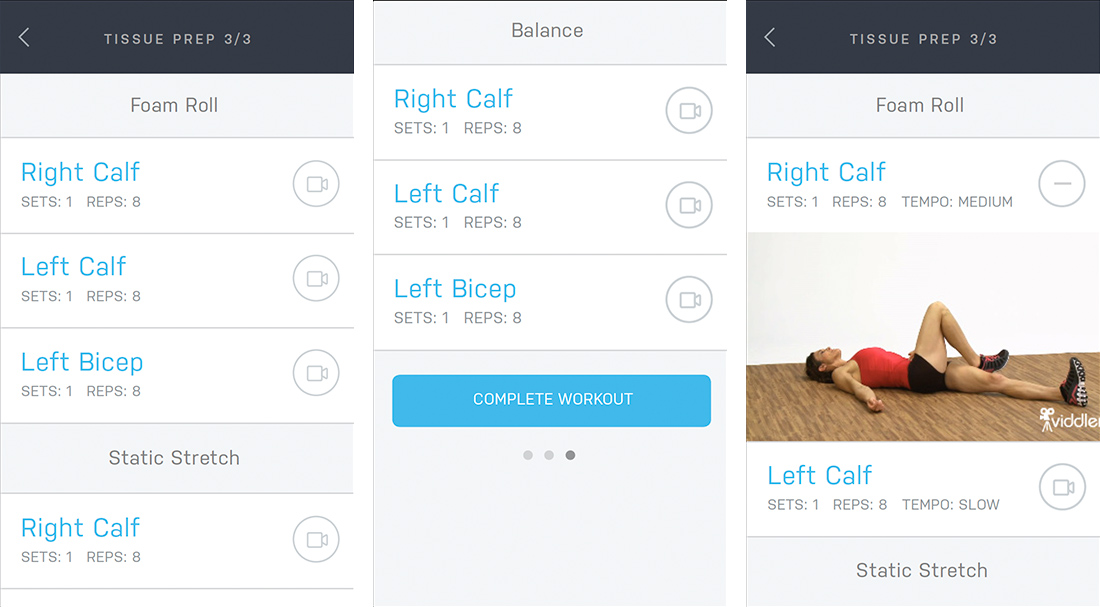 TISSUE PREP 3/3
Foam Roll
Right Calf
SETS: 1 REPS: 8
Left Calf
SETS: 1 REPS: 8
Left Bicep
SETS: 1 REPS: 8
Static Stretch
Right Calf
SETS: 1 REPS: 8
Balance
Right Calf
SETS: 1 REPS: 8
Left Calf
SETS: 1 REPS: 8
Left Bicep
SETS: 1 REPS: 8
COMPLETE WORKOUT
TISSUE PREP 3/3
Foam Roll
Right Calf
SETS: 1 REPS: 8 TEMPO: MEDIUM
viddler
Left Calf
SETS: 1 REPS: 8 TEMPO: SLOW
Static Stretch